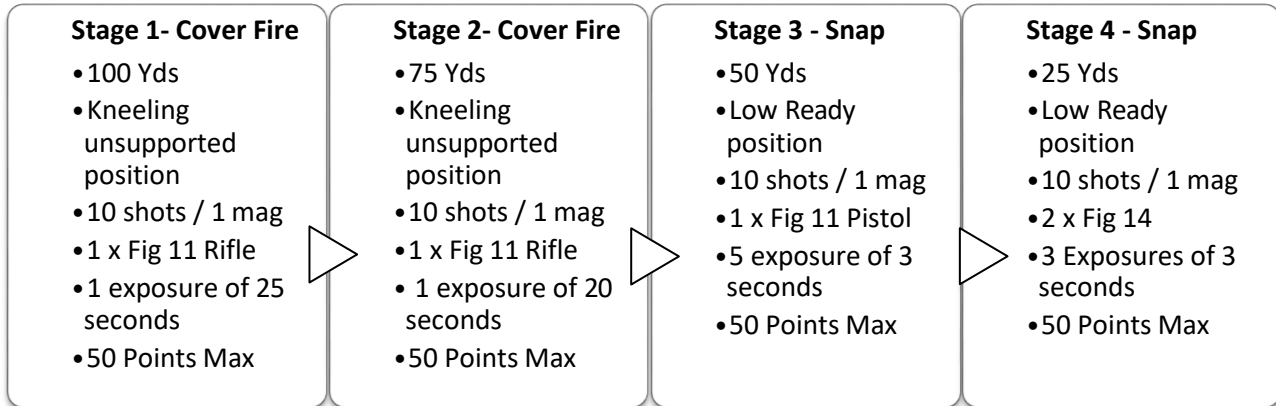 Stage 1- Cover Fire
•100 Yds
•Kneeling
unsupported
position
•10 shots / 1 mag
•1 x Fig 11 Rifle
•1 exposure of 25
seconds
•50 Points Max
Stage 2- Cover Fire
•75 Yds
•Kneeling
unsupported
position
•10 shots / 1 mag
•1 x Fig 11 Rifle
• 1 exposure of 20
seconds
•50 Points Max
Stage 3 - Snap
•50 Yds
•Low Ready
position
•10 shots / 1 mag
•1 x Fig 11 Pistol
•5 exposure of 3
seconds
•50 Points Max
Stage 4 - Snap
•25 Yds
•Low Ready
position
•10 shots / 1 mag
•2 x Fig 14
•3 Exposures of 3
seconds
•50 Points Max